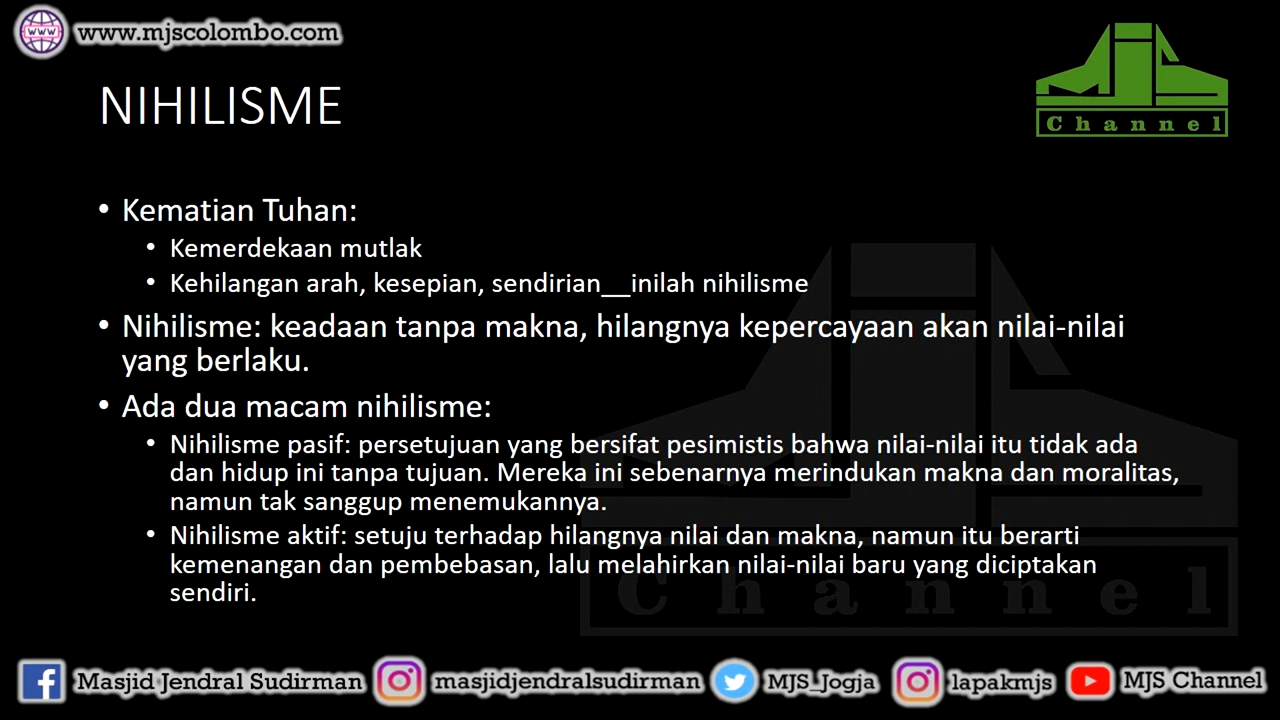 www.mjscolombo.com
MJS
Channel
NIHILISME
• Kematian Tuhan:
• Kemerdekaan mutlak
• Kehilangan arah, kesepian, sendirian__inilah nihilisme
• Nihilisme: keadaan tanpa makna, hilangnya kepercayaan akan nilai-nilai
yang berlaku.
• Ada dua macam nihilisme:
• Nihilisme pasif: persetujuan yang bersifat pesimistis bahwa nilai-nilai itu tidak ada
dan hidup ini tanpa tujuan. Mereka ini sebenarnya merindukan makna dan moralitas,
namun tak sanggup menemukannya.
• Nihilisme aktif: setuju terhadap hilangnya nilai dan makna, namun itu berarti
kemenangan dan pembebasan, lalu melahirkan nilai-nilai baru yang diciptakan
sendiri.
Channel
Masjid Jendral Sudirman masjidjendralsudirman MJS_Jogja lapakmjs MJS Channel